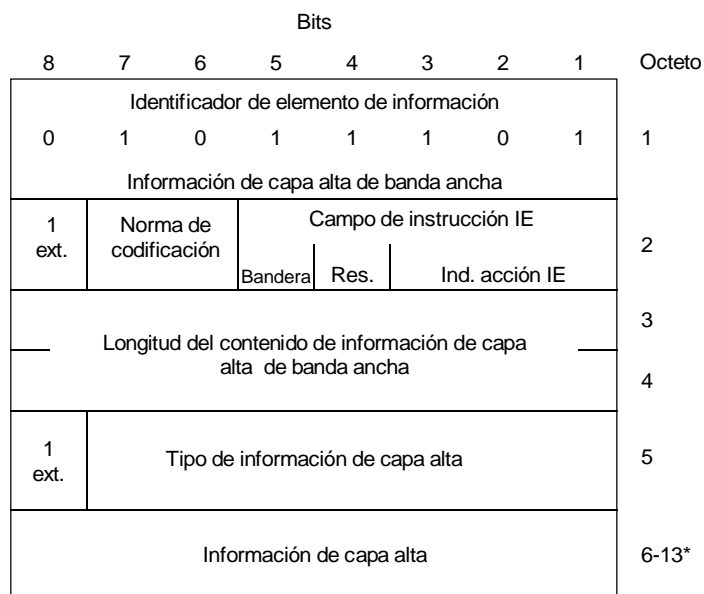 Bits
8 7 6 5 4 3 2 1 Octeto
Identificador de elemento de información
0 1 0 1 1 1 0 1 1
Información de capa alta de banda ancha
1 ext. Norma de codificación Campo de instrucción IE 2
Bandera Res. Ind. acción IE
3
Longitud del contenido de información de capa
alta de banda ancha
4
1 ext. Tipo de información de capa alta 5
Información de capa alta 6-13*